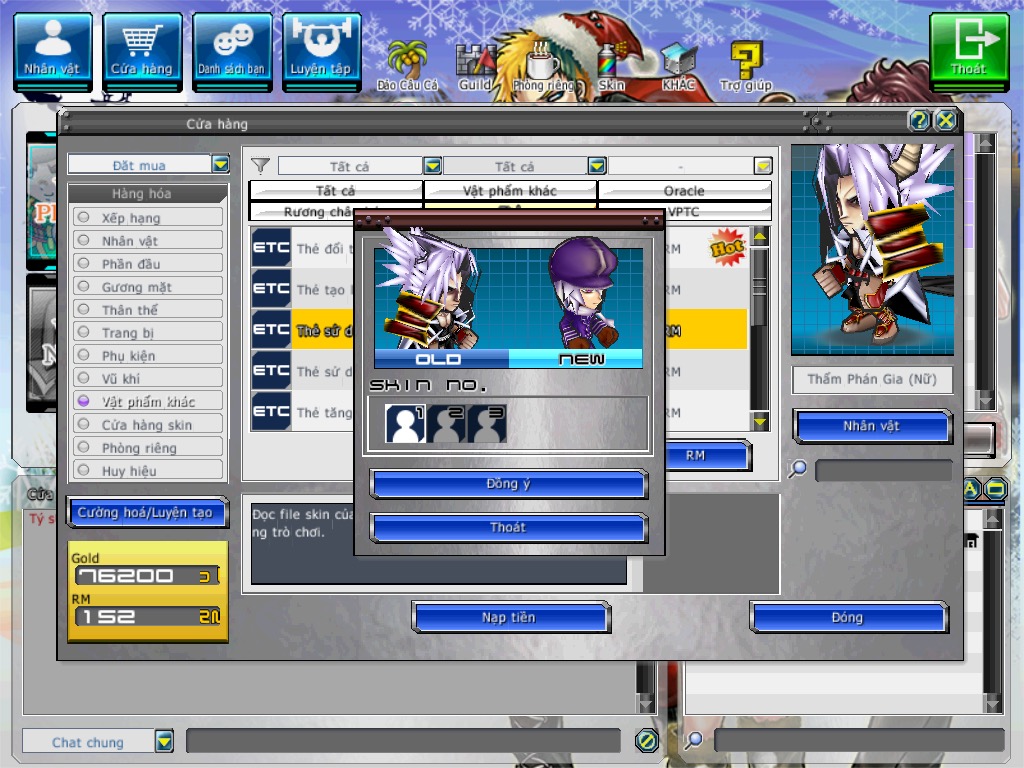 Nhân vật
Cửa hàng
Danh sách bạn
Luyện tập
Đảo Câu Cá
Guild
Phòng riêng
Skin
KHÁC
Trợ giúp
Thoát
Cửa hàng
Đặt mua
Hàng hóa
Xếp hạng
Nhân vật
Phần đầu
Gương mặt
Thân thế
Trang bị
Phụ kiện
Vũ khí
Vật phẩm khác
Cửa hàng skin
Phòng riêng
Huy hiệu
Cường hoá/Luyện tạo
Gold
76200
RM
152
Tất cả
Tất cả
-
Tất cả
Vật phẩm khác
Oracle
Rương
VPTC
ETC Thẻ đổi
RM
Hot
ETC Thẻ tạo
RM
ETC Thẻ sử
RM
ETC Thẻ sử
RM
ETC Thẻ tăng
RM
OLD
NEW
SKIN NO.
1
2
3
Đồng ý
Thoát
RM
Đọc file skin của
ng trò chơi.
Thẩm Phán Gia (Nữ)
Nhân vật
Nạp tiền
Đóng
Tỷ s
A
Chat chung